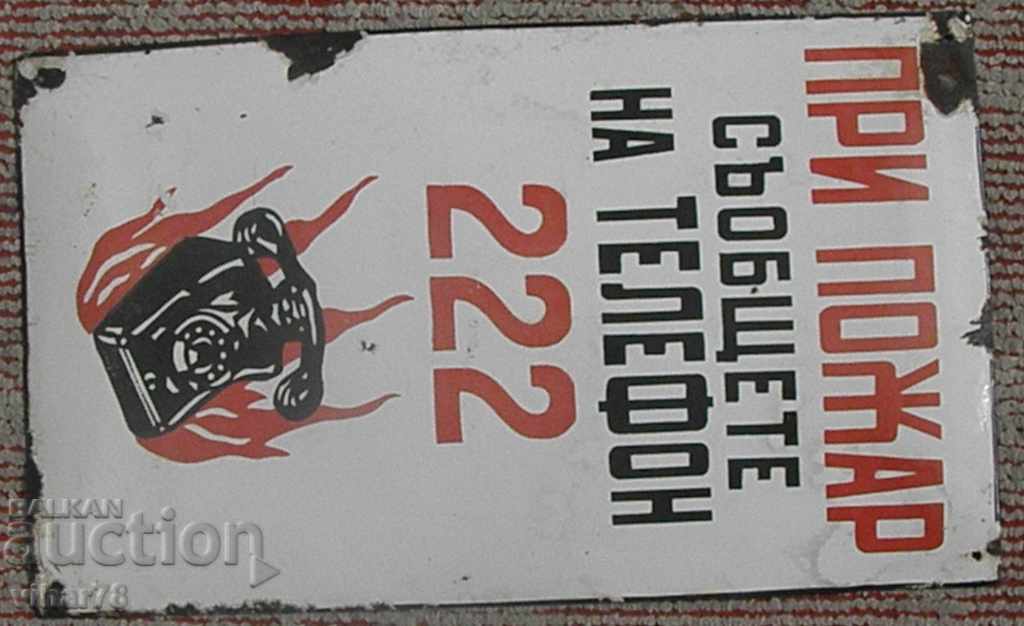 ПРИ ПОЖАР
СЪОБЩЕТЕ
НА ТЕЛЕФОН
222
BALKAN
auction
vihar78